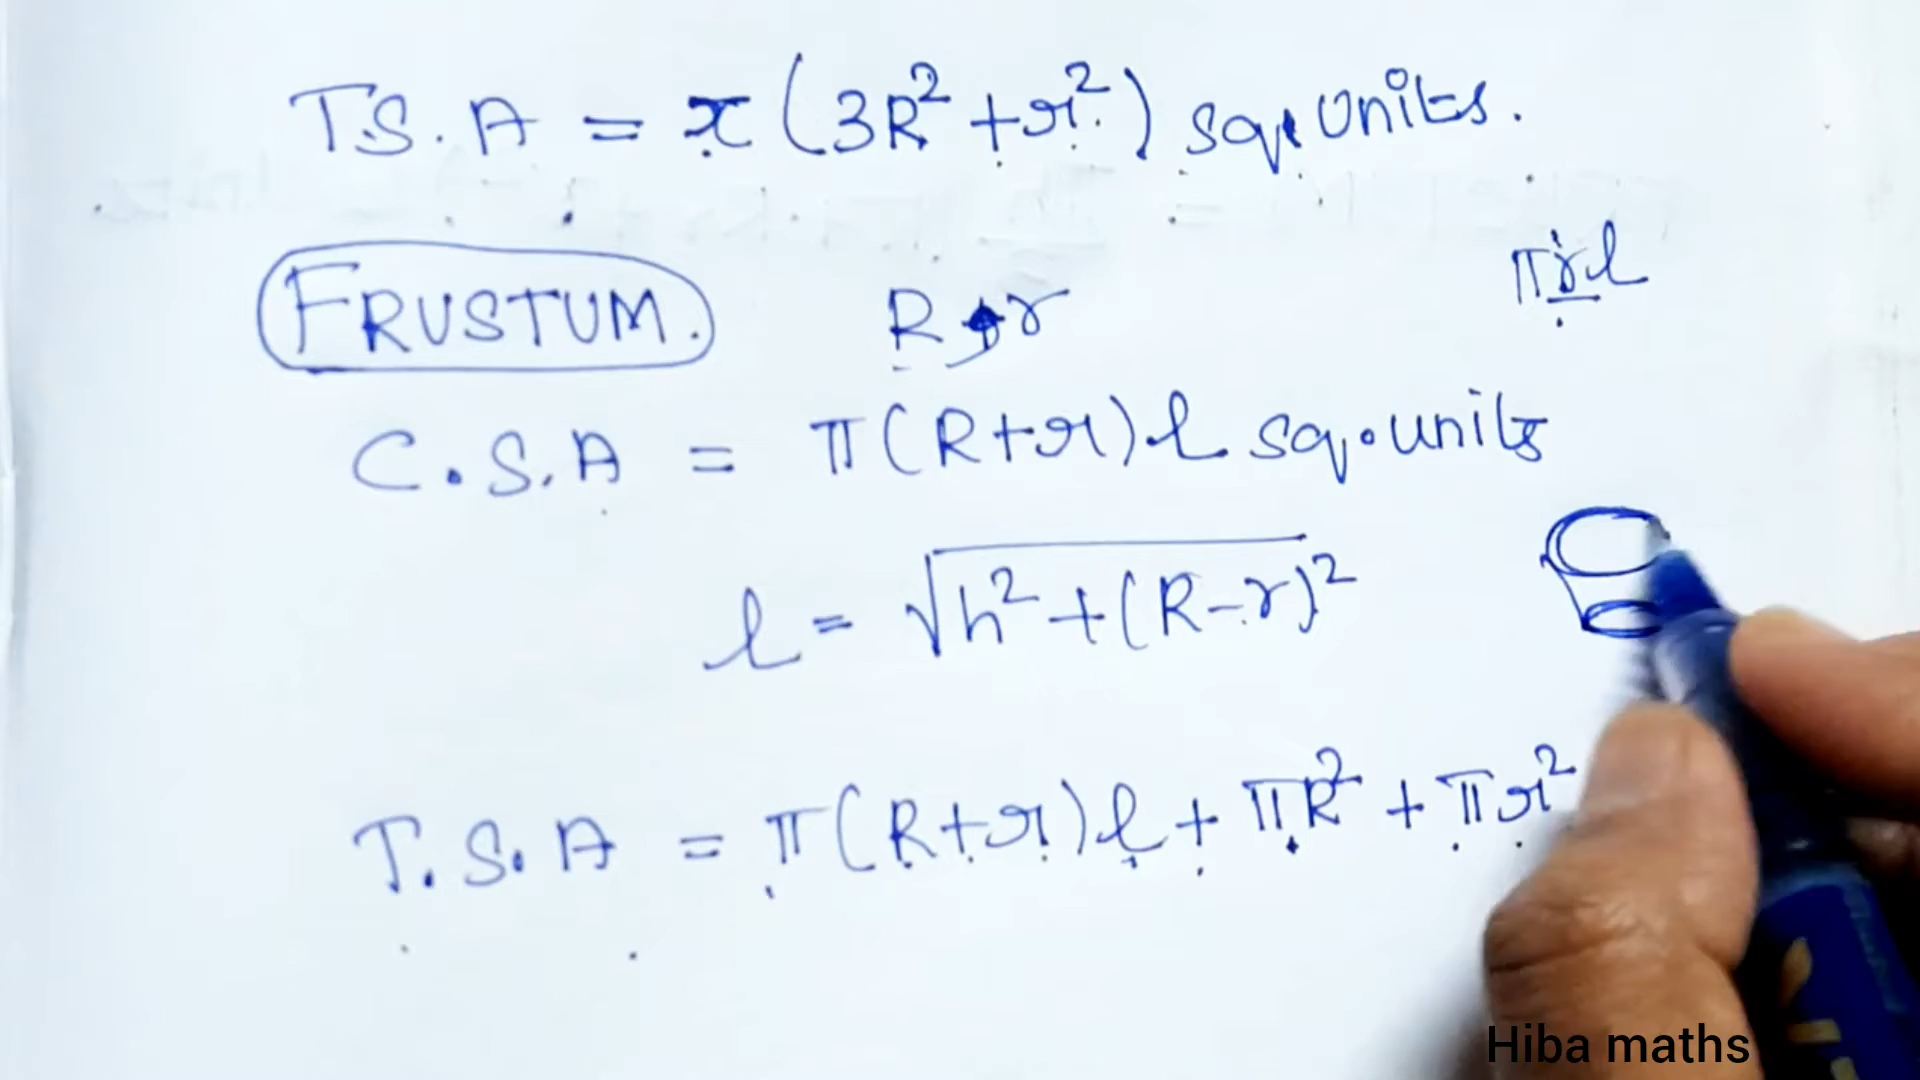 T.S.A = π (3R² + r²) sq. units.
πrl
FRUSTUM. R, r
C.S.A = π(R+r)l sq. units
l = √h² + (R-r)²
T.S.A = π(R+r)l + πR² + πr²
Hiba maths